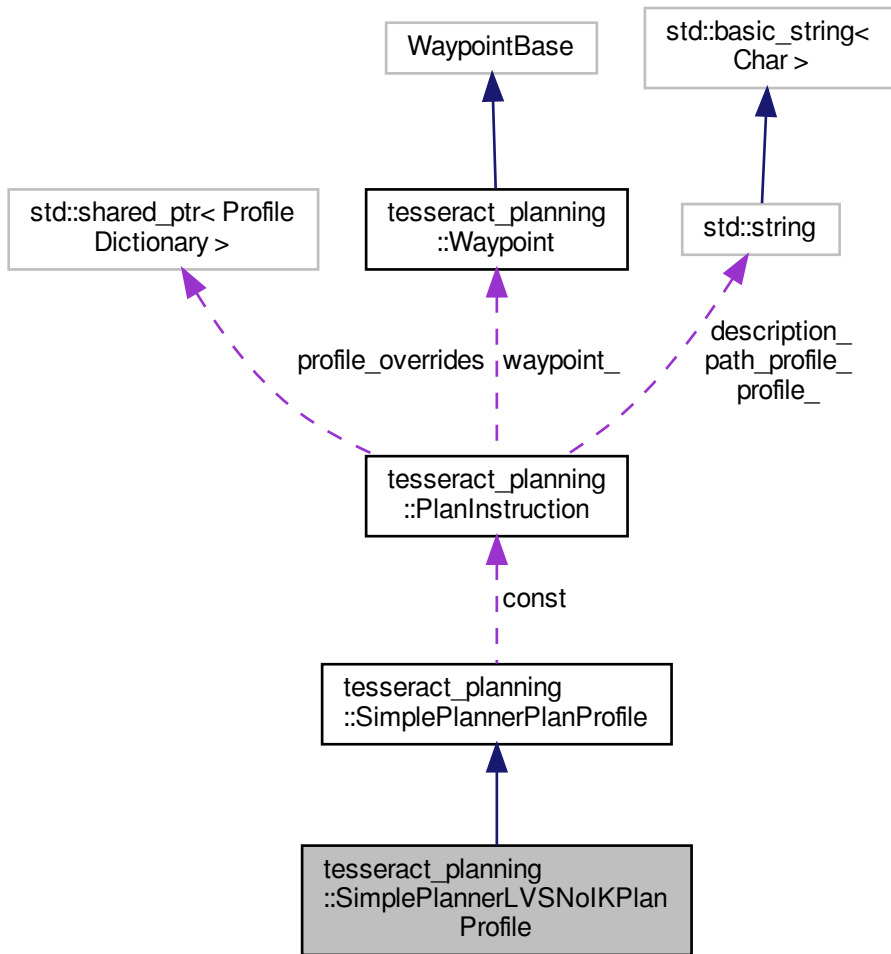 WaypointBase
std::basic_string<
Char >
std::shared_ptr< Profile
Dictionary >
tesseract_planning
::Waypoint
std::string
profile_overrides
waypoint_
description_
path_profile_
profile_
tesseract_planning
::PlanInstruction
const
tesseract_planning
::SimplePlannerPlanProfile
tesseract_planning
::SimplePlannerLVSNoIKPlan
Profile